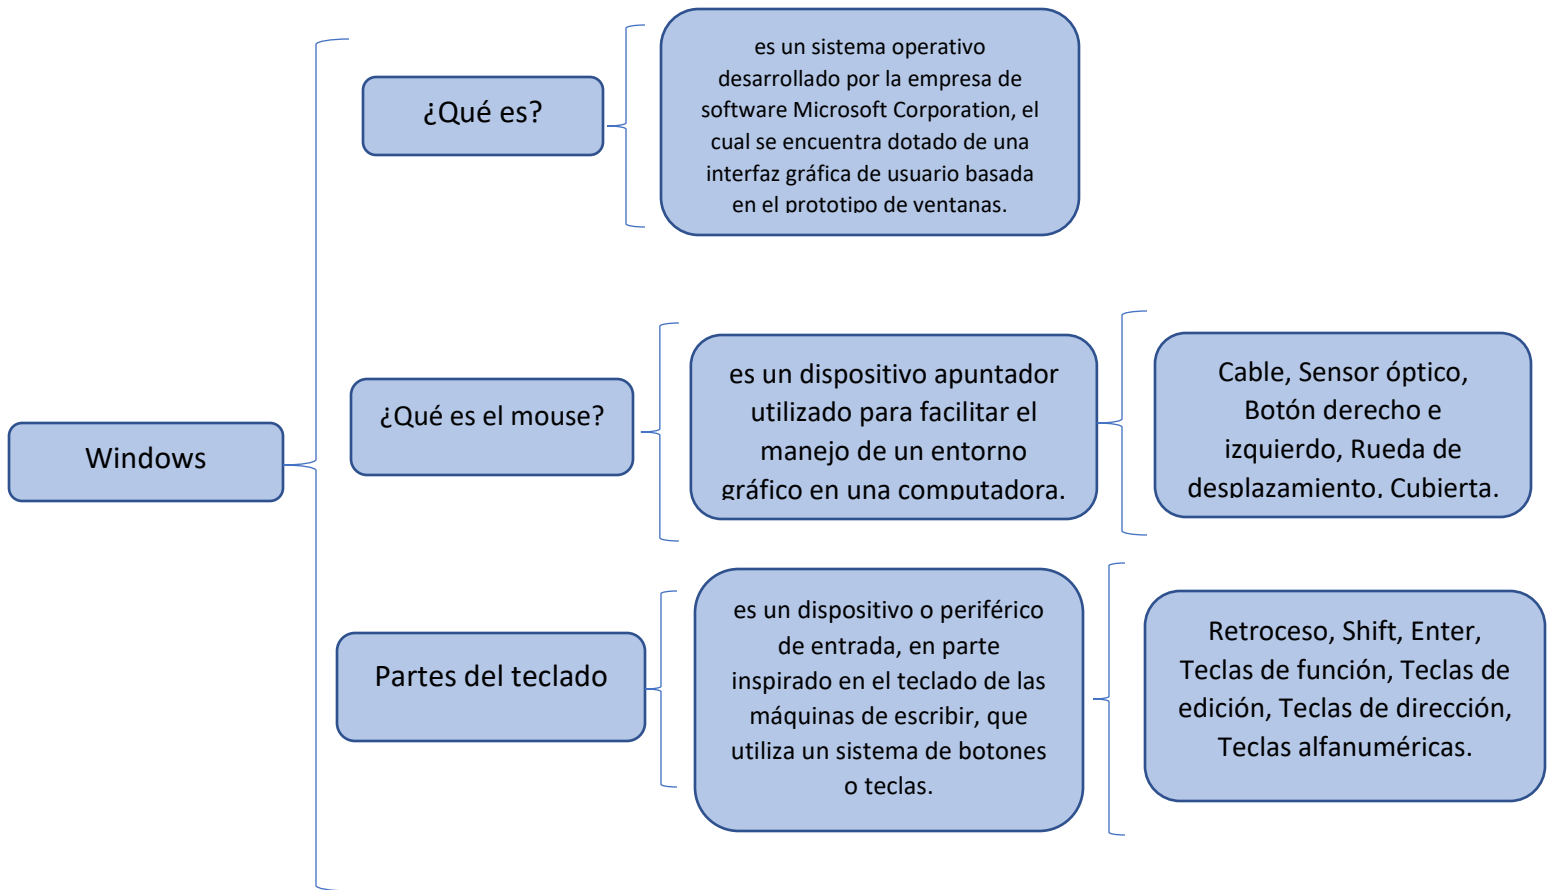 Windows
¿Qué es?
es un sistema operativo
desarrollado por la empresa de
software Microsoft Corporation, el
cual se encuentra dotado de una
interfaz gráfica de usuario basada
en el prototipo de ventanas.
¿Qué es el mouse?
es un dispositivo apuntador
utilizado para facilitar el
manejo de un entorno
gráfico en una computadora.
Cable, Sensor óptico,
Botón derecho e
izquierdo, Rueda de
desplazamiento, Cubierta.
Partes del teclado
es un dispositivo o periférico
de entrada, en parte
inspirado en el teclado de las
máquinas de escribir, que
utiliza un sistema de botones
o teclas.
Retroceso, Shift, Enter,
Teclas de función, Teclas de
edición, Teclas de dirección,
Teclas alfanuméricas.